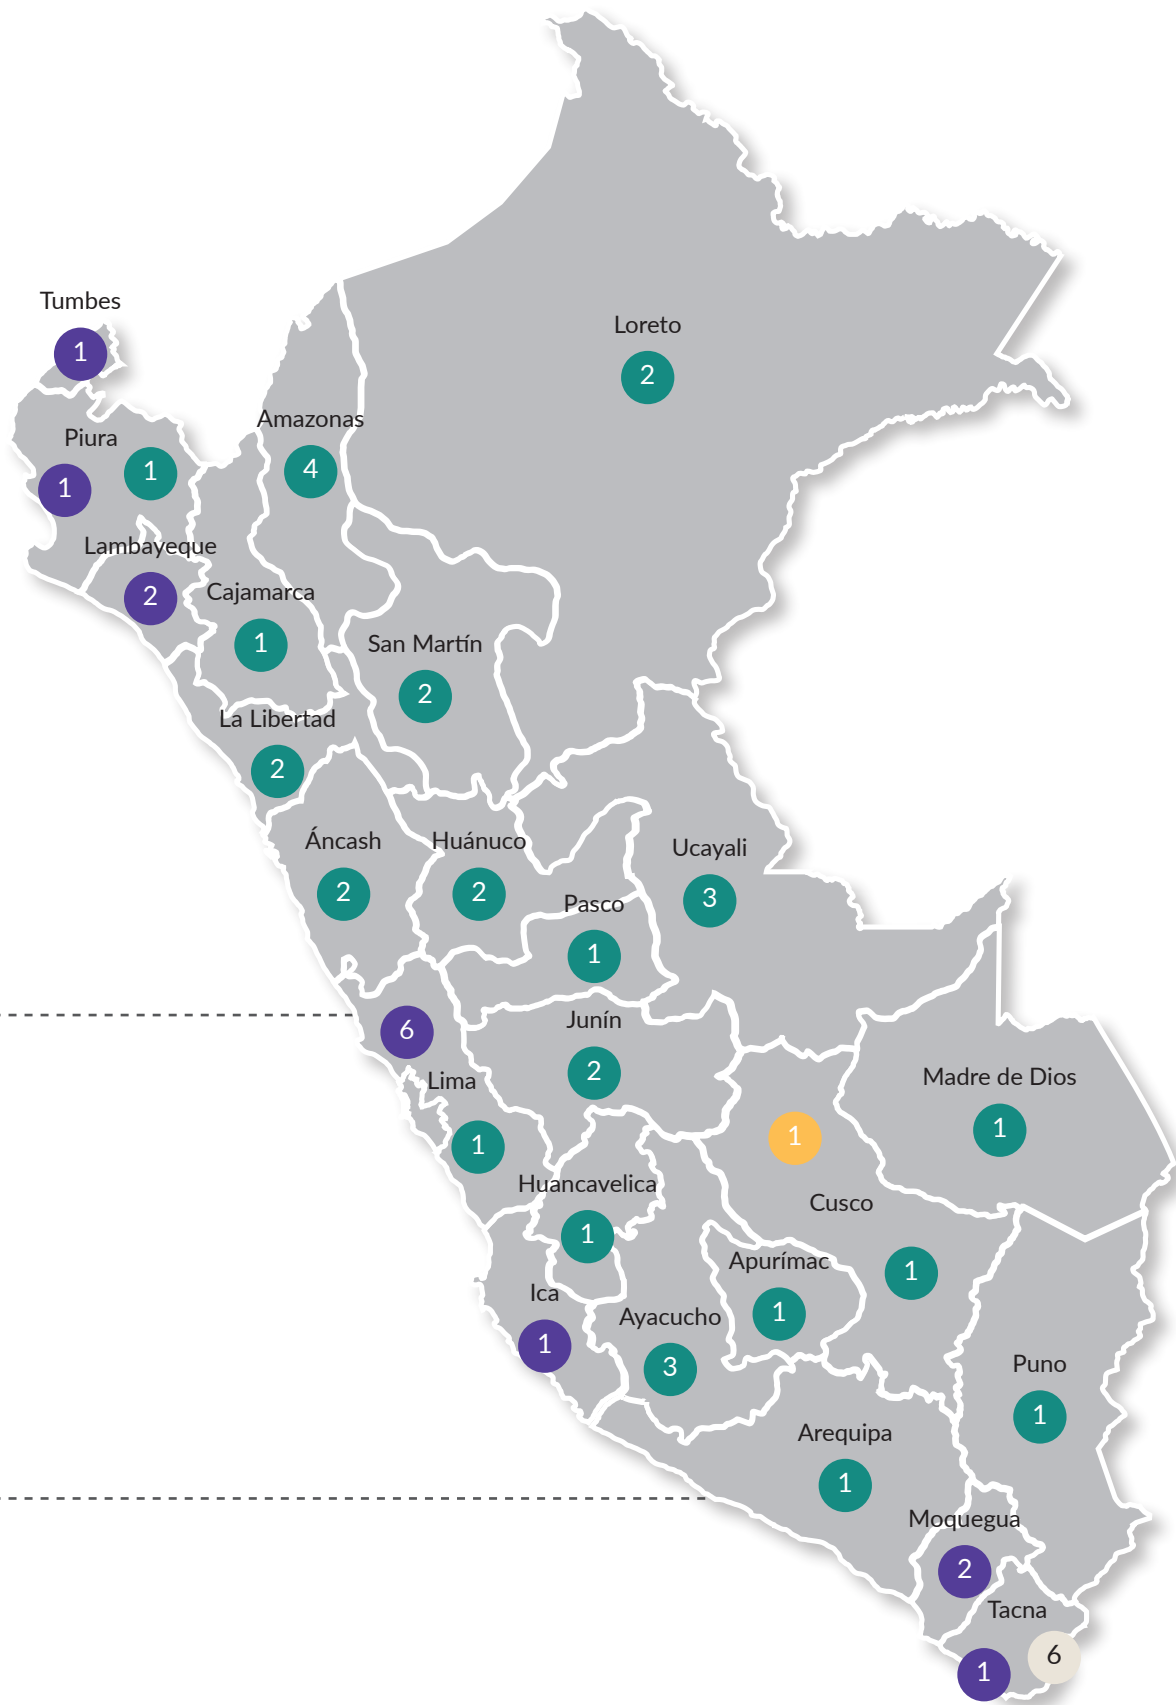 Tumbes
1
Loreto
2
Amazonas
4
Piura
1
1
Lambayeque
2
Cajamarca
1
San Martín
2
La Libertad
2
Áncash
2
Huánuco
2
Ucayali
3
Pasco
1
6
Junín
2
Lima
1
Madre de Dios
1
1
Cusco
1
Huancavelica
1
Apurímac
1
Ica
1
Ayacucho
3
Puno
1
Arequipa
1
Moquegua
2
Tacna
1
6